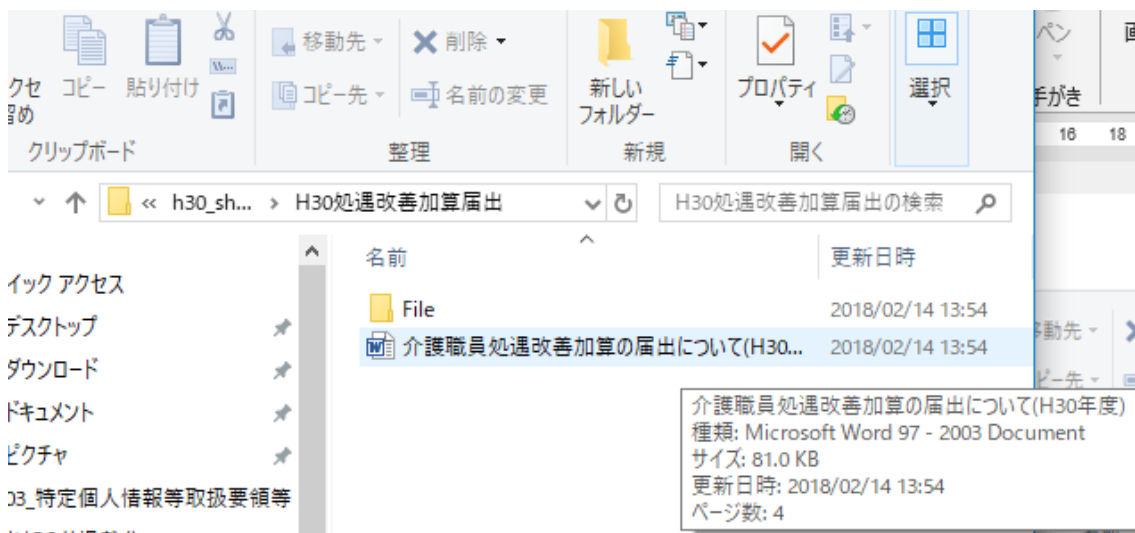 クセ コピー 貼り付け
留め
W...
移動先
コピー先
削除
名前の変更
新しい
フォルダー
プロパティ
選択
ペン
手がき
クリップボード 整理 新規 開く
16 18
« h30_sh... > H30処遇改善加算届出
H30処遇改善加算届出の検索
名前 更新日時
イック アクセス
デスクトップ
ダウンロード
ドキュメント
ピクチャ
03_特定個人情報等取扱要領等
File 2018/02/14 13:54
介護職員処遇改善加算の届出について(H30... 2018/02/14 13:54
介護職員処遇改善加算の届出について(H30年度)
種類: Microsoft Word 97 - 2003 Document
サイズ: 81.0 KB
更新日時: 2018/02/14 13:54
ページ数: 4
多動先
ピー先